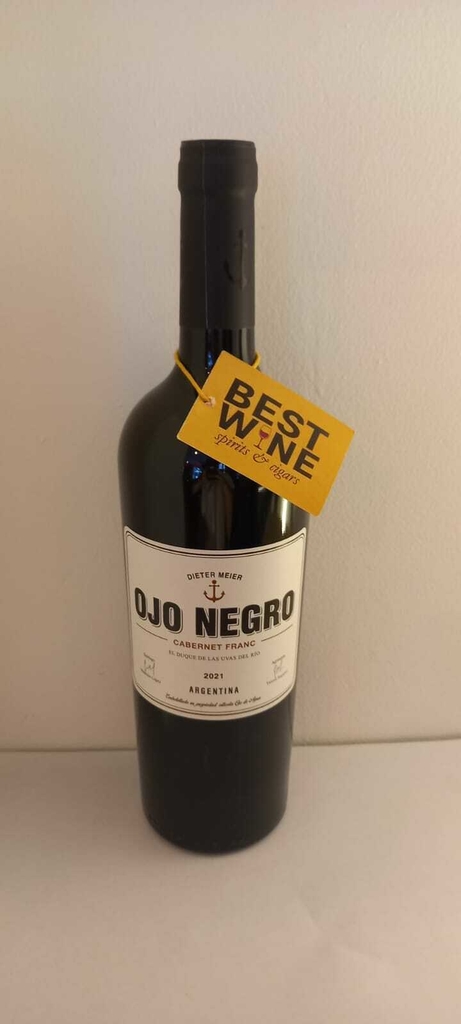 BEST
WINE
spirits & cigars
DIETER MEIER
OJO NEGRO
CABERNET FRANC
EL DUQUE DE LAS UVAS DEL RÍO
2021
ARGENTINA